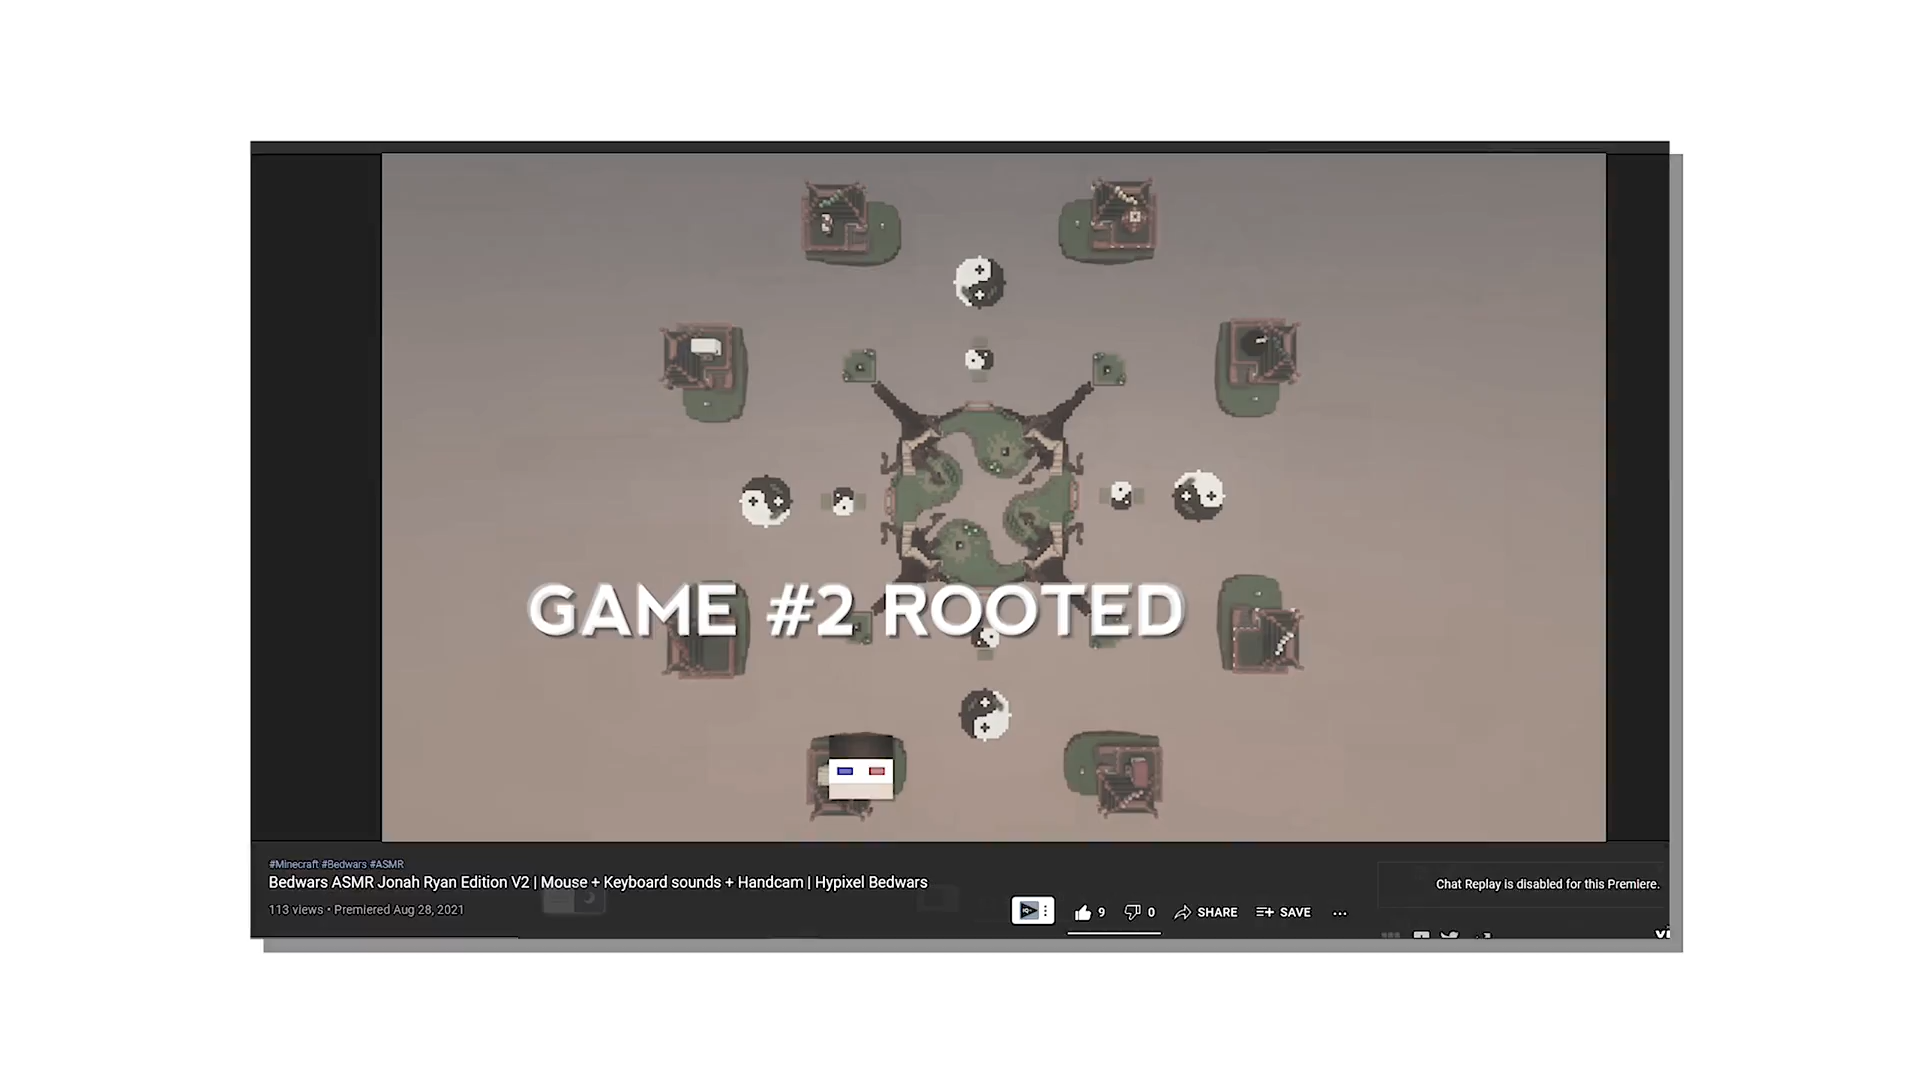 GAME #2 ROOTED
#Minecraft #Bedwars #ASMR
Bedwars ASMR Jonah Ryan Edition V2 | Mouse + Keyboard sounds + Handcam | Hypixel Bedwars
113 views • Premiered Aug 28, 2021
9 0 SHARE SAVE ...
Chat Replay is disabled for this Premiere.